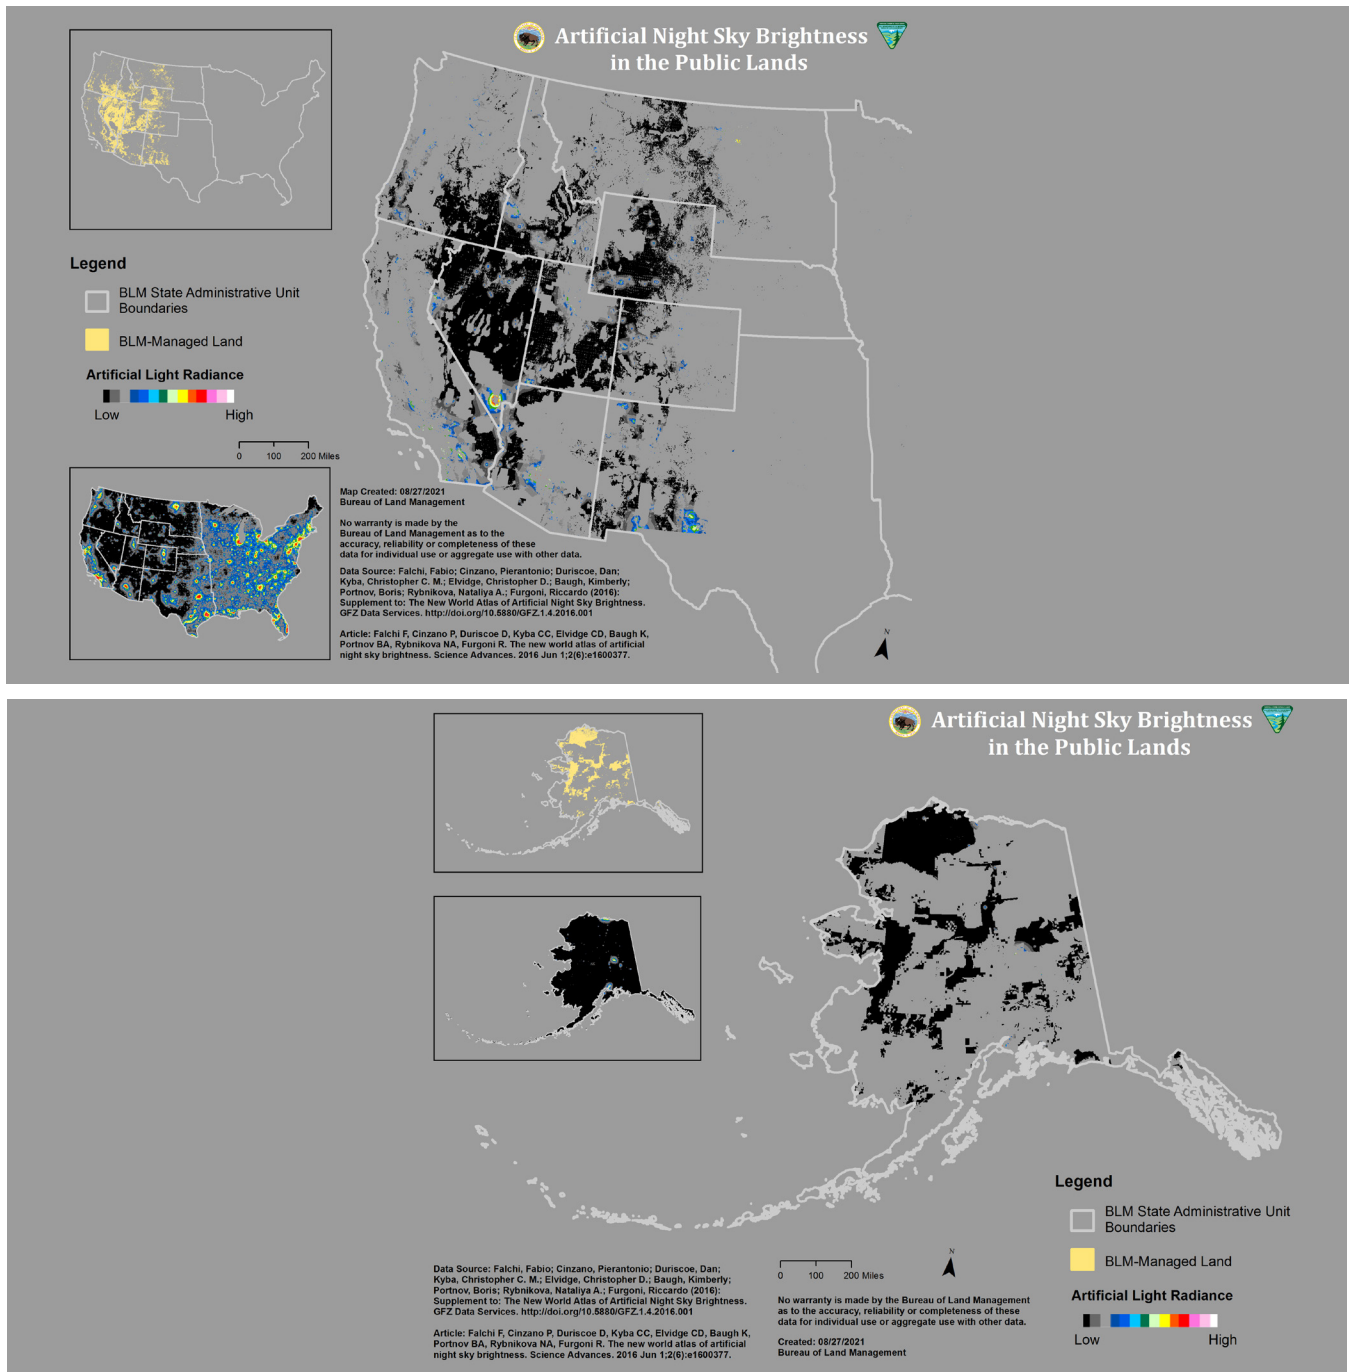 Artificial Night Sky Brightness
in the Public Lands
Legend
BLM State Administrative Unit
Boundaries
BLM-Managed Land
Artificial Light Radiance
Low High
0 100 200 Miles
Map Created: 08/27/2021
Bureau of Land Management
No warranty is made by the
Bureau of Land Management as to the
accuracy, reliability or completeness of these
data for individual use or aggregate use with other data.
Data Source: Falchi, Fabio; Cinzano, Pierantonio; Duriscoe, Dan;
Kyba, Christopher C. M.; Elvidge, Christopher D.; Baugh, Kimberly;
Portnov, Boris; Rybnikova, Nataliya A.; Furgoni, Riccardo (2016):
Supplement to: The New World Atlas of Artificial Night Sky Brightness.
GFZ Data Services. http://doi.org/10.5880/GFZ.1.4.2016.001
Article: Falchi F, Cinzano P, Duriscoe D, Kyba CC, Elvidge CD, Baugh K,
Portnov BA, Rybnikova NA, Furgoni R. The new world atlas of artificial
night sky brightness. Science Advances. 2016 Jun 1;2(6):e1600377.
N
Artificial Night Sky Brightness
in the Public Lands
Legend
BLM State Administrative Unit
Boundaries
BLM-Managed Land
Artificial Light Radiance
Low High
Data Source: Falchi, Fabio; Cinzano, Pierantonio; Duriscoe, Dan;
Kyba, Christopher C. M.; Elvidge, Christopher D.; Baugh, Kimberly;
Portnov, Boris; Rybnikova, Nataliya A.; Furgoni, Riccardo (2016):
Supplement to: The New World Atlas of Artificial Night Sky Brightness.
GFZ Data Services. http://doi.org/10.5880/GFZ.1.4.2016.001
Article: Falchi F, Cinzano P, Duriscoe D, Kyba CC, Elvidge CD, Baugh K,
Portnov BA, Rybnikova NA, Furgoni R. The new world atlas of artificial
night sky brightness. Science Advances. 2016 Jun 1;2(6):e1600377.
N
0 100 200 Miles
No warranty is made by the Bureau of Land Management
as to the accuracy, reliability or completeness of these
data for individual use or aggregate use with other data.
Created: 08/27/2021
Bureau of Land Management